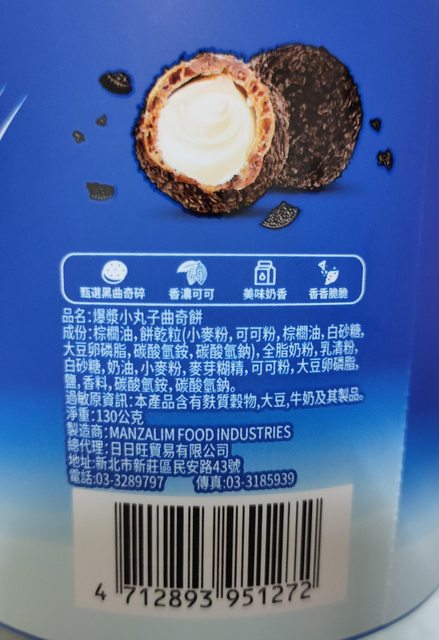 甄選黑曲奇碎 香濃可可 美味奶香 香香脆脆
品名:爆漿小丸子曲奇餅
成份:棕櫚油,餅乾粒(小麥粉,可可粉,棕櫚油,白砂糖,
大豆卵磷脂,碳酸氫銨,碳酸氫鈉),全脂奶粉,乳清粉,
白砂糖,奶油,小麥粉,麥芽糊精,可可粉,大豆卵磷脂,
鹽,香料,碳酸氫銨,碳酸氫鈉。
過敏原資訊:本產品含有麩質穀物,大豆,牛奶及其製品。
淨重:130公克
製造商:MANZALIM FOOD INDUSTRIES
總代理:日日旺貿易有限公司
地址:新北市新莊區民安路43號
電話:03-3289797 傳真:03-3185939
4 712893 951272